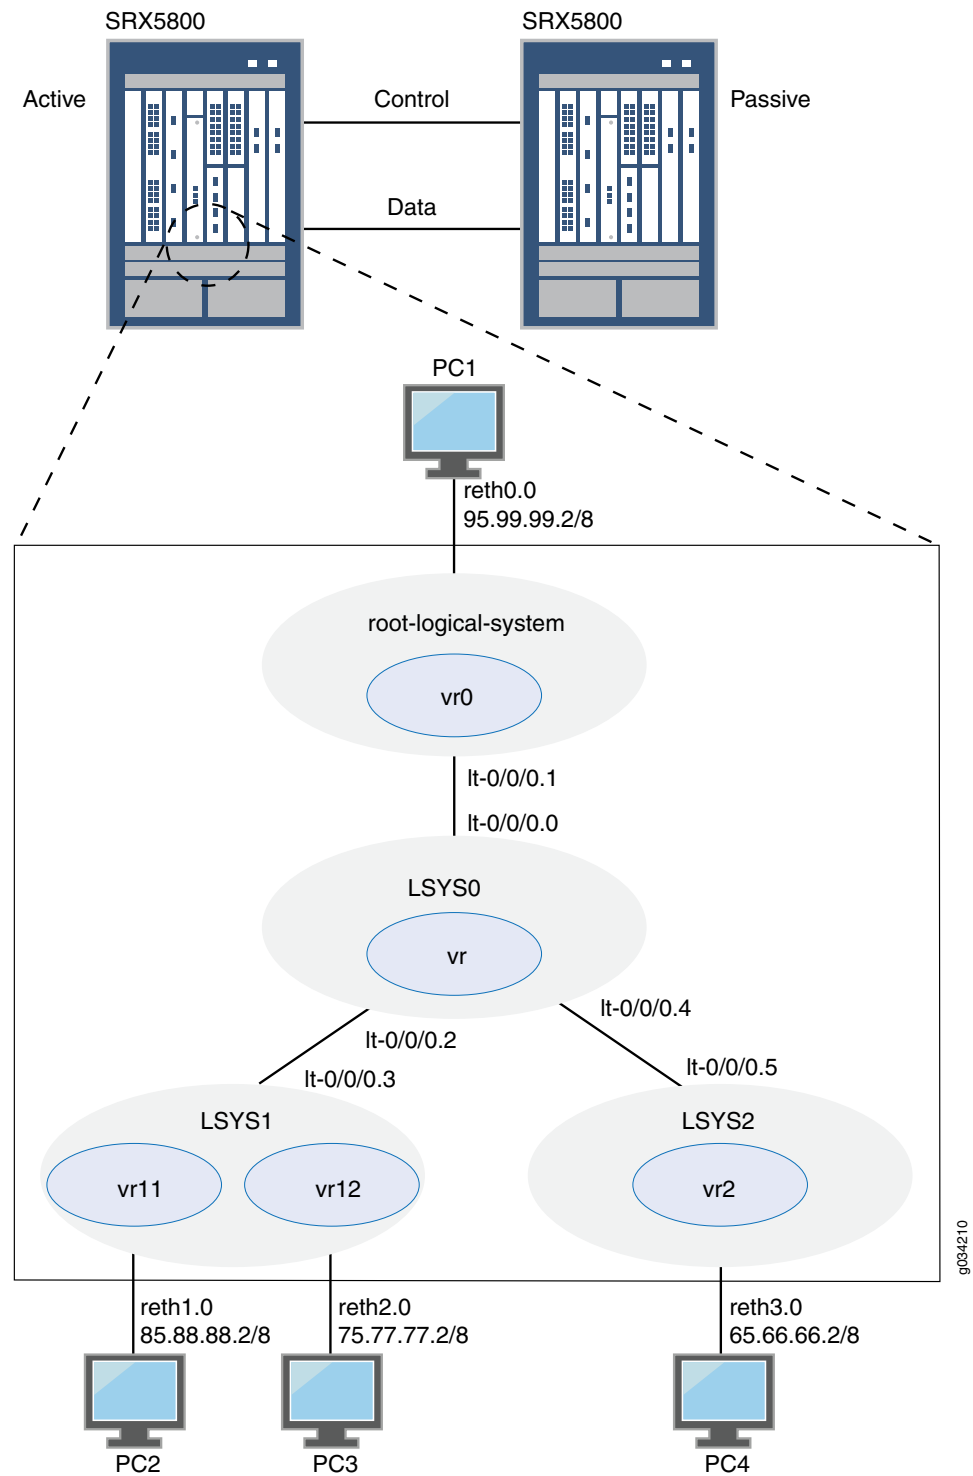 SRX5800
SRX5800
Active
Control
Passive
Data
PC1
reth0.0
95.99.99.2/8
root-logical-system
vr0
lt-0/0/0.1
lt-0/0/0.0
LSYS0
vr
lt-0/0/0.4
lt-0/0/0.2
lt-0/0/0.5
lt-0/0/0.3
LSYS1
LSYS2
vr11
vr12
vr2
g034210
reth1.0
85.88.88.2/8
reth2.0
75.77.77.2/8
reth3.0
65.66.66.2/8
PC2
PC3
PC4